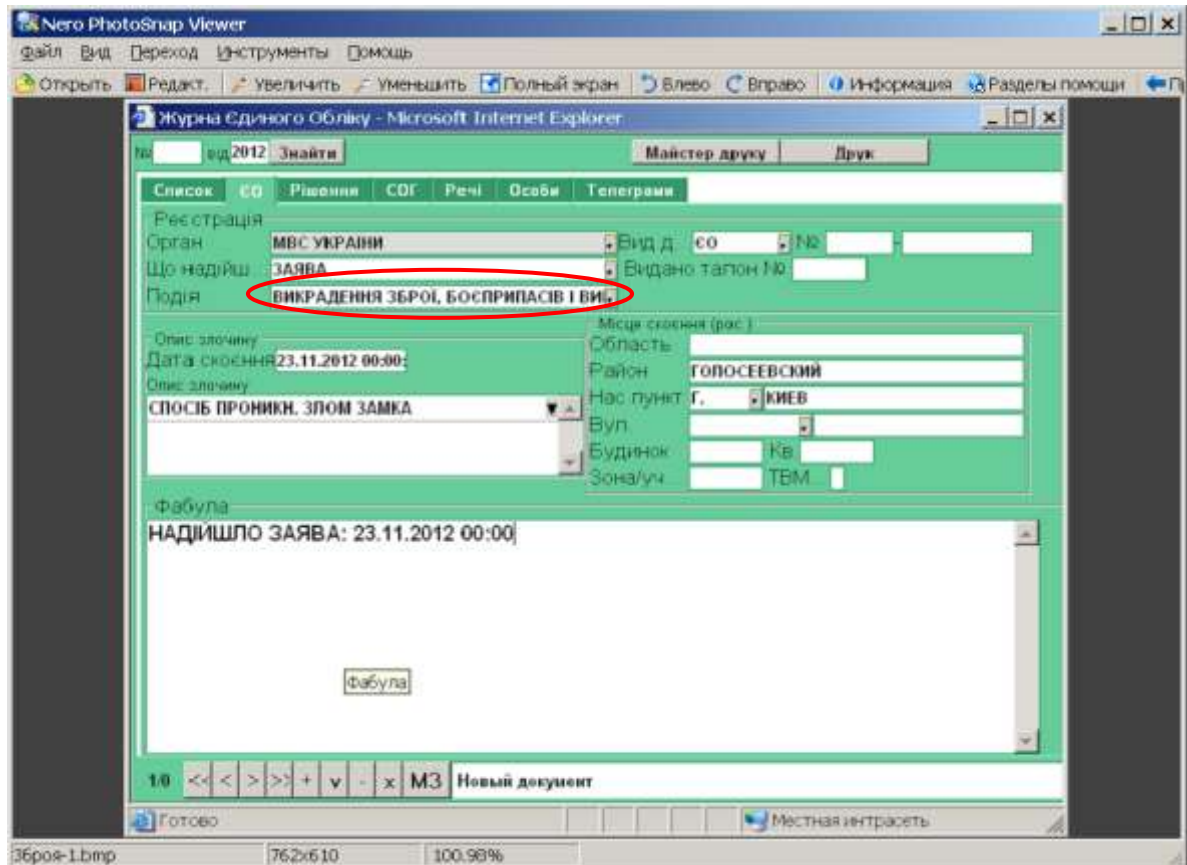 Nero PhotoSnap Viewer
Файл Вид Переход Инструменты Помощь
Открыть Редакт. Увеличить Уменьшить Полный экран Влево Вправо Информация Разделы помощи
Журна Єдиного Обліку - Microsoft Internet Explorer
№ від 2012 Знайти Майстер друку Друк
Список ЄО Рішення СОГ Речі Особи Телеграми
Реєстрація
Орган МВС УКРАЇНИ Вид д ЄО № -
Що надійш ЗАЯВА Видано талон №
Подія ВИКРАДЕННЯ ЗБРОЇ, БОЄПРИПАСІВ І ВИ
Опис злочину
Дата скоєння 23.11.2012 00:00:
Опис злочину
СПОСІБ ПРОНИКН. ЗЛОМ ЗАМКА
Місце скоєння (рос.)
Область
Район ГОЛОСЕЕВСКИЙ
Нас пункт Г. КИЕВ
Вул.
Будинок Кв
Зона/уч ТВМ
Фабула
НАДІЙШЛО ЗАЯВА: 23.11.2012 00:00
Фабула
1/0 << < > >> + v - x МЗ Новый документ
Готово Местная интрасеть
Зброя-1.bmp 762x610 100.98%